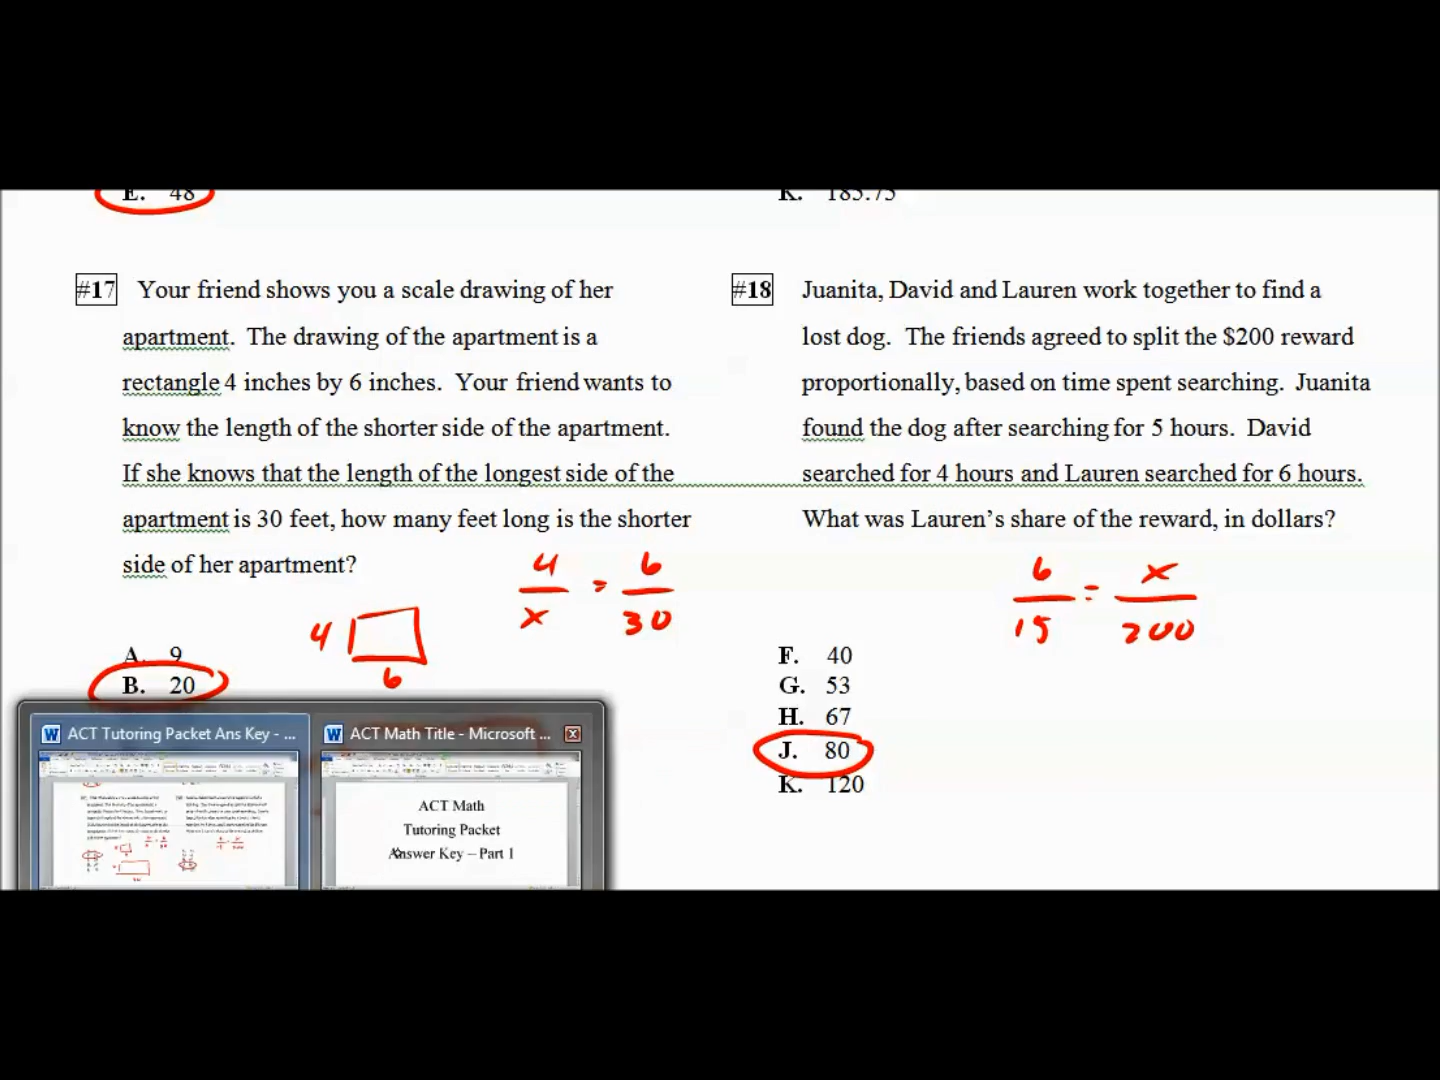 E. 48
K. 185.75
#17 Your friend shows you a scale drawing of her
apartment. The drawing of the apartment is a
rectangle 4 inches by 6 inches. Your friend wants to
know the length of the shorter side of the apartment.
If she knows that the length of the longest side of the
apartment is 30 feet, how many feet long is the shorter
side of her apartment?
4/x = 6/30
4
6
A. 9
B. 20
#18 Juanita, David and Lauren work together to find a
lost dog. The friends agreed to split the $200 reward
proportionally, based on time spent searching. Juanita
found the dog after searching for 5 hours. David
searched for 4 hours and Lauren searched for 6 hours.
What was Lauren's share of the reward, in dollars?
6/15 = x/200
F. 40
G. 53
H. 67
J. 80
K. 120
ACT Tutoring Packet Ans Key - ...
ACT Math Title - Microsoft ...
ACT Math
Tutoring Packet
Answer Key – Part 1